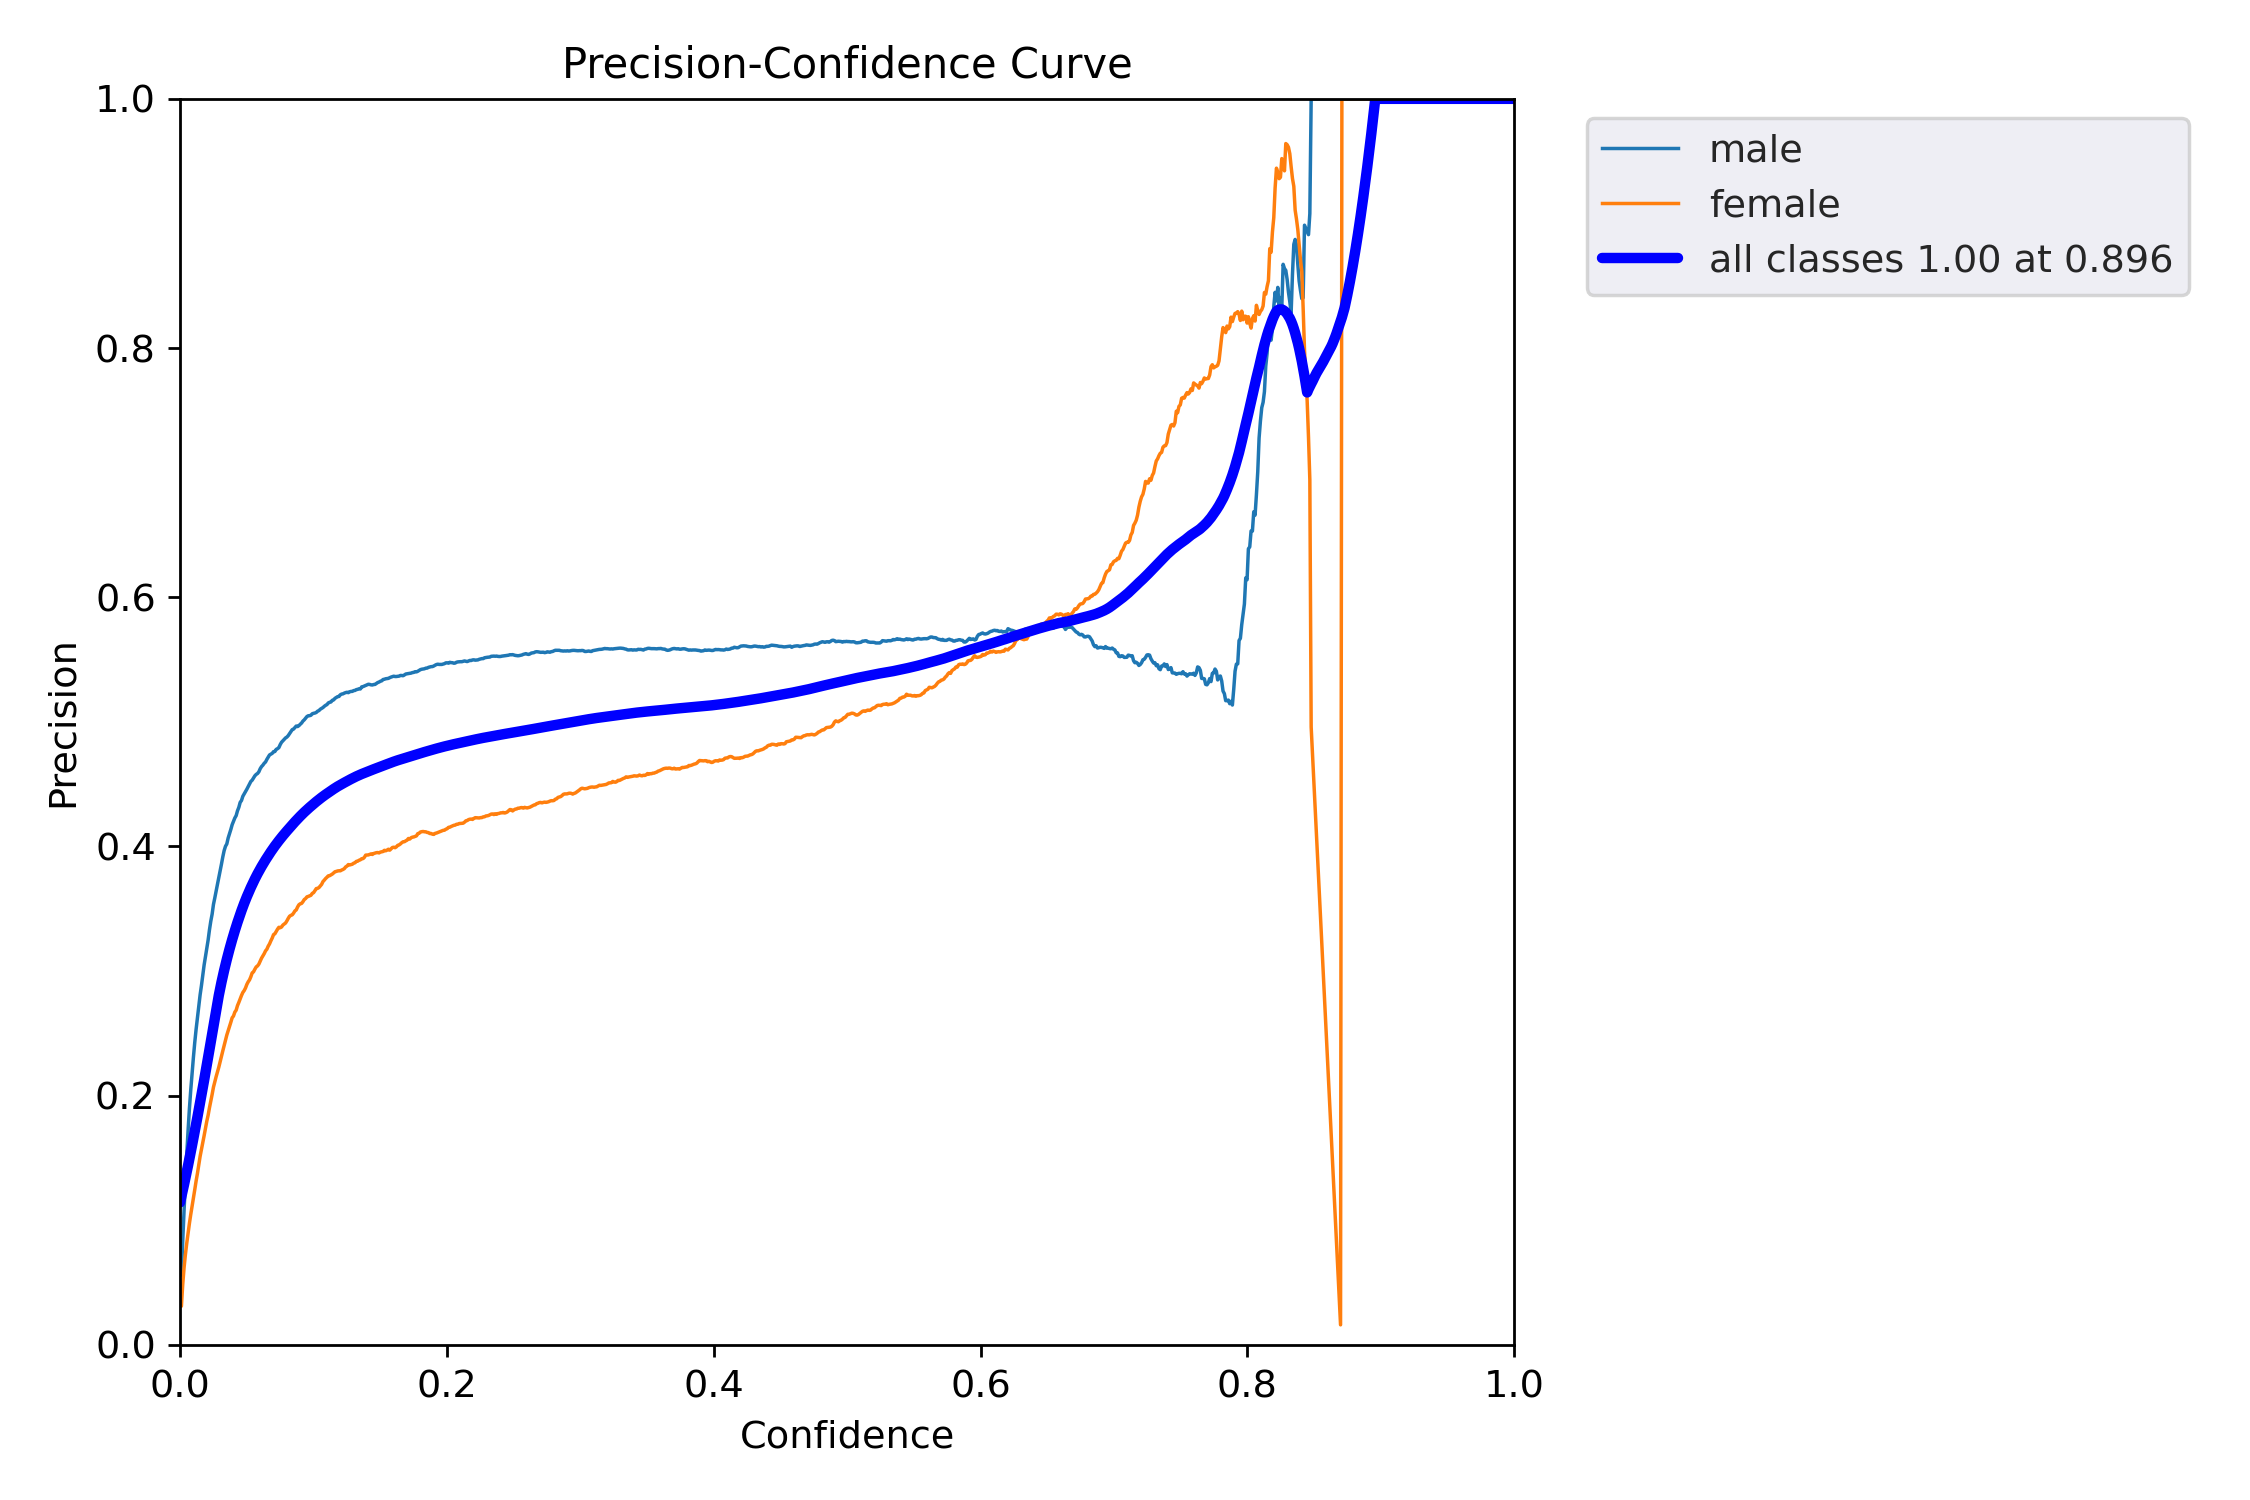 Precision-Confidence Curve
male
female
all classes 1.00 at 0.896
Precision
1.0
0.8
0.6
0.4
0.2
0.0
0.0 0.2 0.4 0.6 0.8 1.0
Confidence